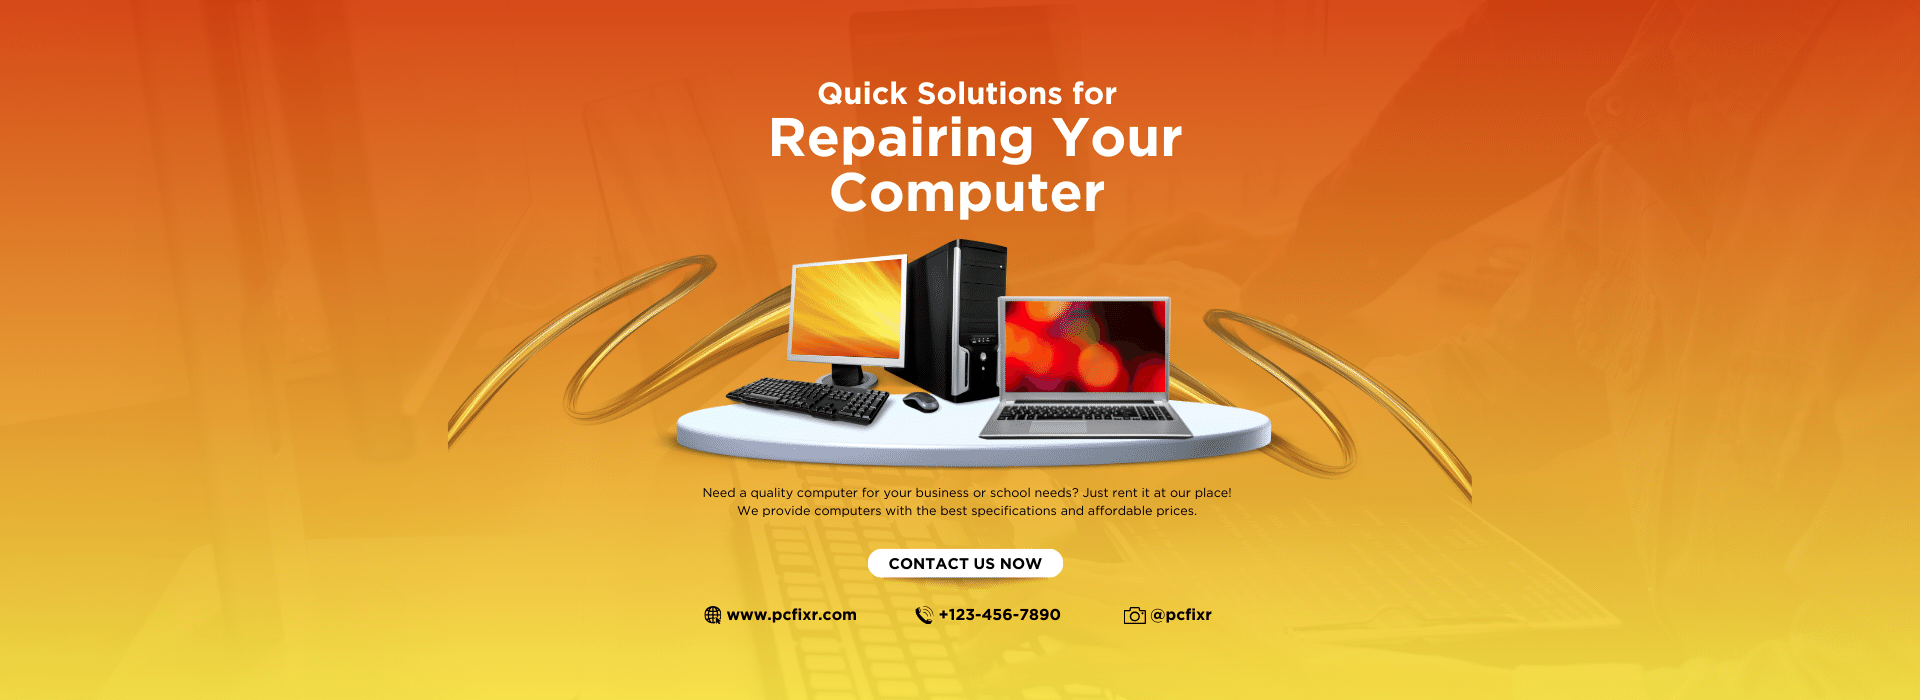 Quick Solutions for
Repairing Your
Computer
Need a quality computer for your business or school needs? Just rent it at our place!
We provide computers with the best specifications and affordable prices.
CONTACT US NOW
www.pcfixr.com
+123-456-7890
@pcfixr